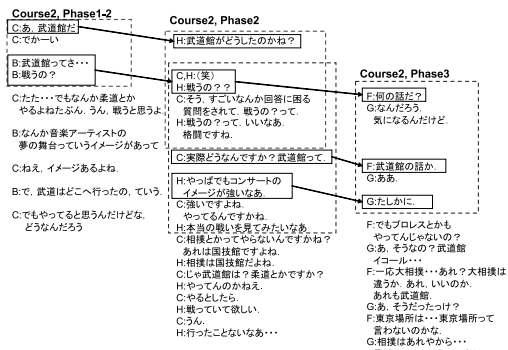 Course2, Phase1-2
C:あ, 武道館だ
C:でかーい
B:武道館ってさ・・・
B:戦うの?
C:たた・・・でもなんか柔道とか
やるよねたぶん. うん, 戦うと思うよ.
B:なんか音楽アーティストの
夢の舞台っていうイメージがあって
C:ねえ, イメージあるよね.
B:で, 武道はどこへ行ったの, ていう.
C:でもやってると思うんだけどな,
どうなんだろう
Course2, Phase2
H:武道館がどうしたのかね?
C,H:(笑)
H:戦うの??
C:そう, すごいなんか回答に困る
質問をされて. 戦うの?って.
H:戦うの?って. いいなあ.
格闘ですね.
C:実際どうなんですか?武道館って.
H:やっぱでもコンサートの
イメージが強いなあ.
C:強いですよね.
やってるんですかね.
H:本当の戦いを見てみたいなあ
C:相撲とかってやらないんですか?
あれは国技館ですよね.
H:相撲は国技館だよね.
C:じゃ武道館は?柔道とかですか?
H:やってんのかねえ.
C:やるとしたら.
H:戦っていて欲しい.
C:うん.
H:行ったことないなあ・・・
Course2, Phase3
F:何の話だ?
G:なんだろう.
気になるんだけど.
F:武道館の話か.
G:ああ.
G:たしかに.
F:でもプロレスとかも
やってんじゃないの?
G:あ, そうなの?武道館
イコール・・・
F:一応大相撲・・・あれ?大相撲は
違うか. あれ, いいのか.
あれも武道館.
G:あ, そうだったっけ?
F:東京場所は・・・東京場所って
言わないのかな.
G:相撲はあれやから・・・